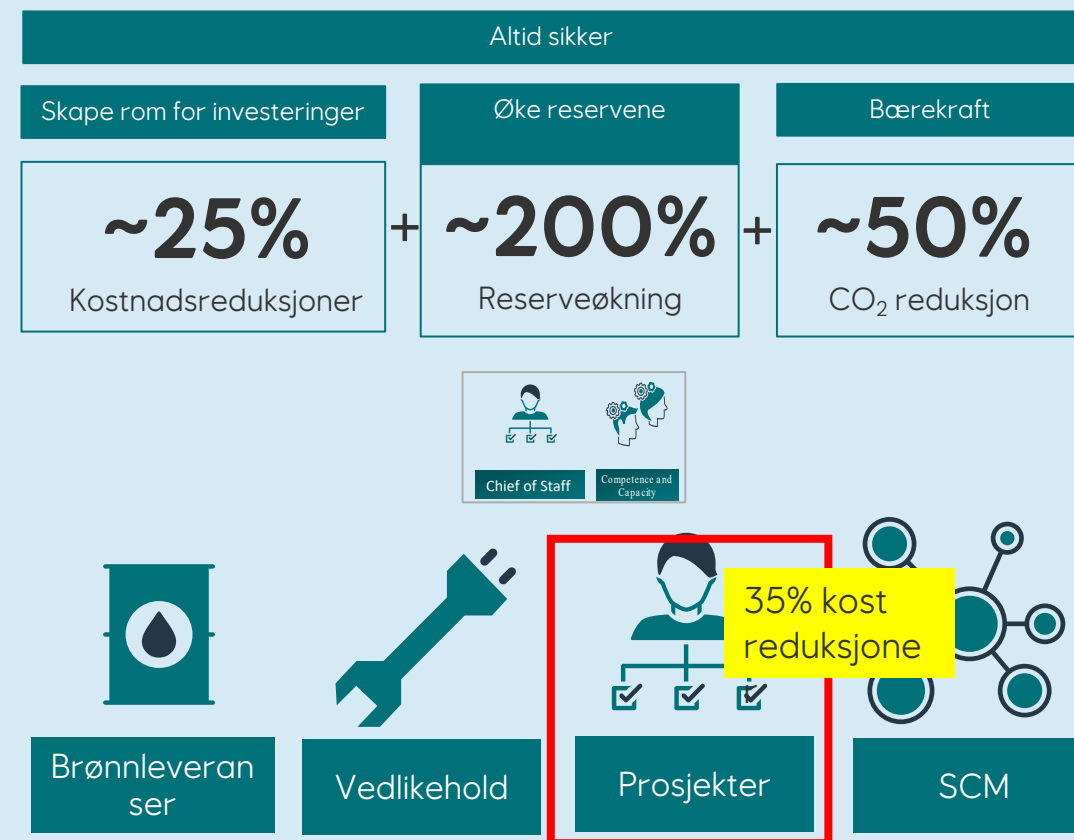 Altid sikker
Skape rom for investeringer
Øke reservene
Bærekraft
~25%
+
~200%
+
~50%
Kostnadsreduksjoner
Reserveøkning
CO₂ reduksjon
Chief of Staff
Competence and
Capacity
35% kost
reduksjone
Brønnleveran
ser
Vedlikehold
Prosjekter
SCM